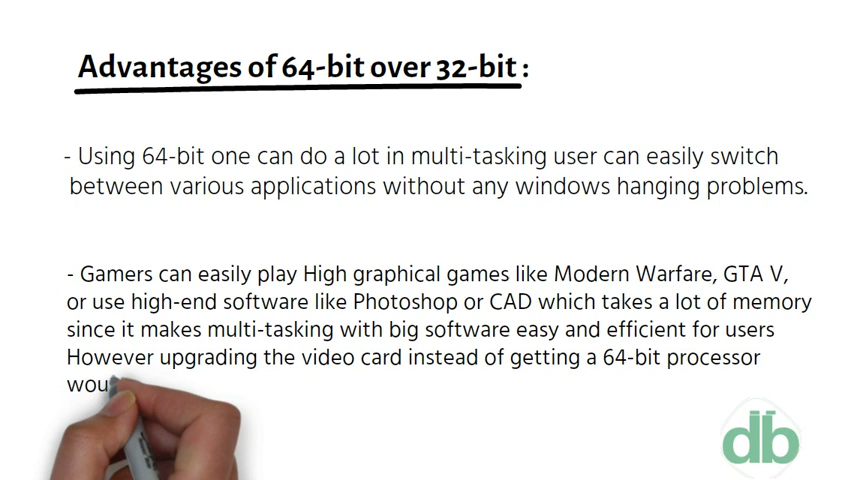 Advantages of 64-bit over 32-bit :
- Using 64-bit one can do a lot in multi-tasking user can easily switch
between various applications without any windows hanging problems.
- Gamers can easily play High graphical games like Modern Warfare, GTA V,
or use high-end software like Photoshop or CAD which takes a lot of memory
since it makes multi-tasking with big software easy and efficient for users
However upgrading the video card instead of getting a 64-bit processor
wou
db